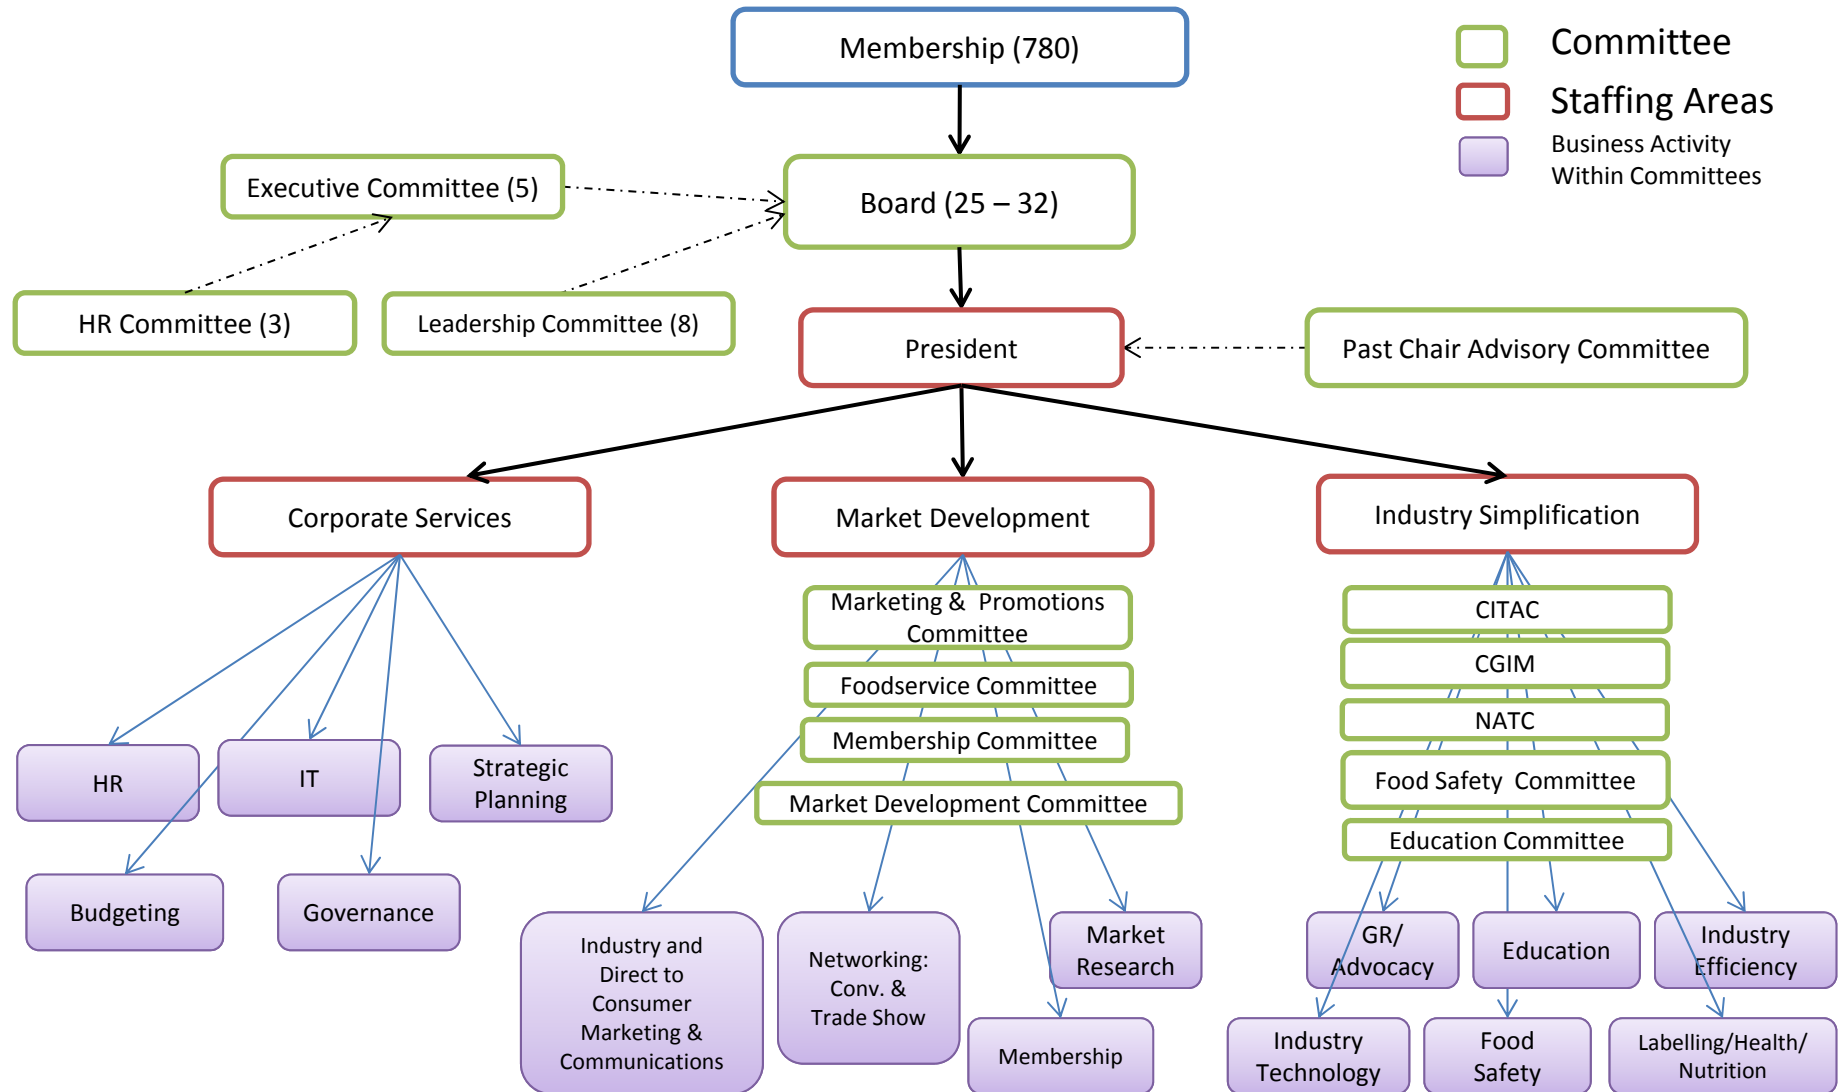 Membership (780)
Committee
Staffing Areas
Business Activity
Within Committees
Executive Committee (5)
Board (25 – 32)
HR Committee (3)
Leadership Committee (8)
President
Past Chair Advisory Committee
Corporate Services
Market Development
Industry Simplification
Marketing & Promotions
Committee
Foodservice Committee
Membership Committee
Market Development Committee
CITAC
CGIM
NATC
Food Safety Committee
Education Committee
HR
IT
Strategic
Planning
Budgeting
Governance
Industry and
Direct to
Consumer
Marketing &
Communications
Networking:
Conv. &
Trade Show
Market
Research
Membership
GR/
Advocacy
Education
Industry
Efficiency
Industry
Technology
Food
Safety
Labelling/Health/
Nutrition